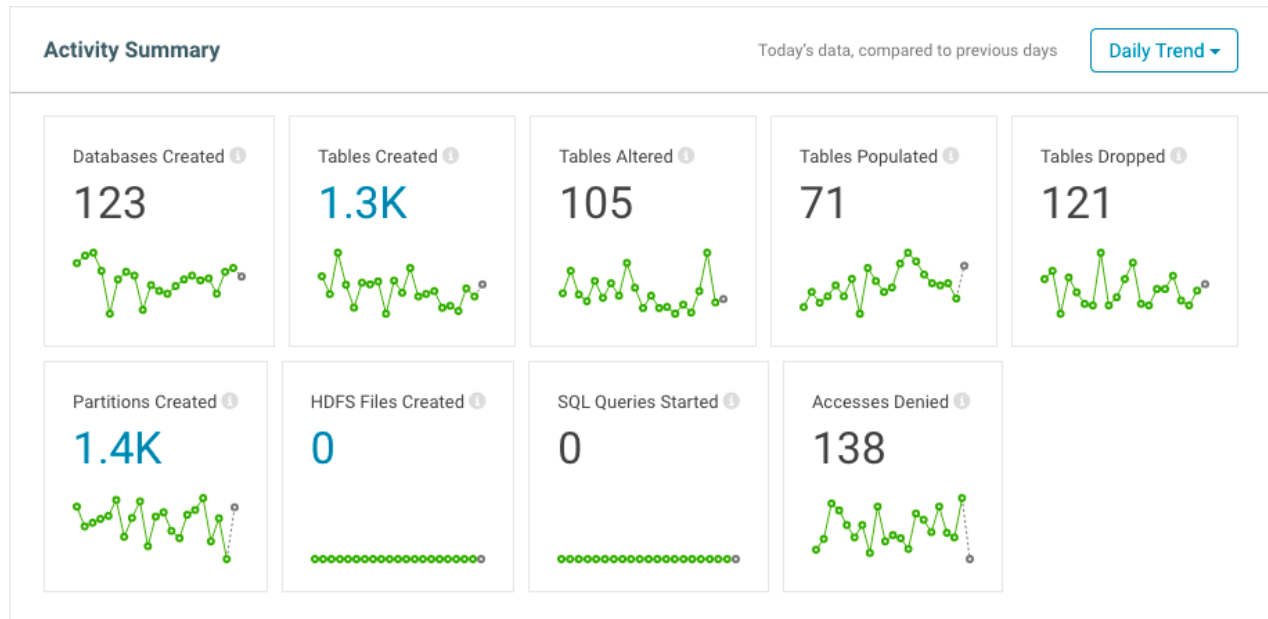 Activity Summary
Today's data, compared to previous days
Daily Trend
Databases Created
123
Tables Created
1.3K
Tables Altered
105
Tables Populated
71
Tables Dropped
121
Partitions Created
1.4K
HDFS Files Created
0
SQL Queries Started
0
Accesses Denied
138